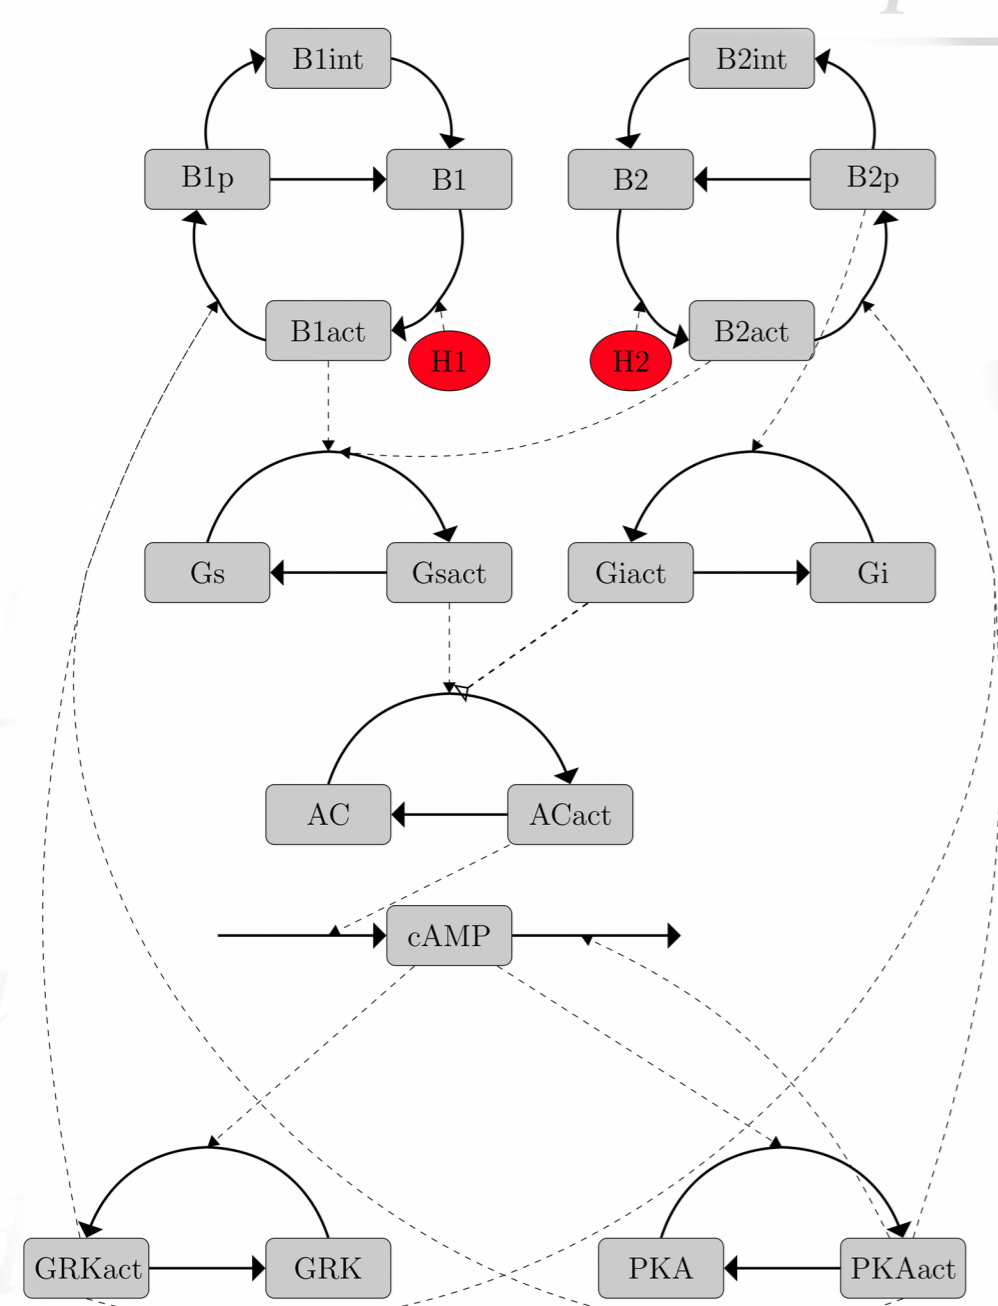 B1int
B2int
B1p
B1
B2
B2p
B1act
H1
H2
B2act
Gs
Gsact
Giact
Gi
AC
ACact
cAMP
GRKact
GRK
PKA
PKAact